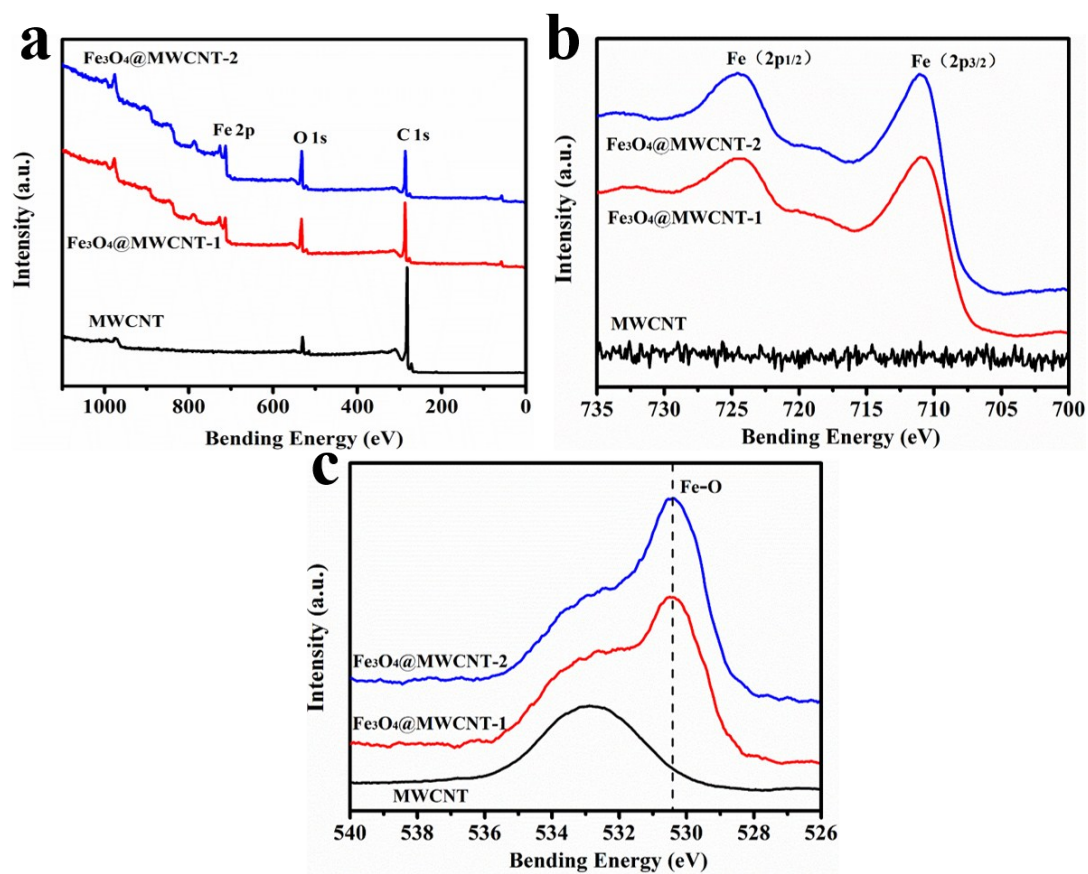 a
Fe₃O₄@MWCNT-2
Fe 2p
O 1s
C 1s
Fe₃O₄@MWCNT-1
MWCNT
Intensity (a.u.)
1000 800 600 400 200 0
Bending Energy (eV)
b
Fe（2p1/2）
Fe（2p3/2）
Fe₃O₄@MWCNT-2
Fe₃O₄@MWCNT-1
MWCNT
Intensity (a.u.)
735 730 725 720 715 710 705 700
Bending Energy (eV)
c
Fe-O
Fe₃O₄@MWCNT-2
Fe₃O₄@MWCNT-1
MWCNT
Intensity (a.u.)
540 538 536 534 532 530 528 526
Bending Energy (eV)